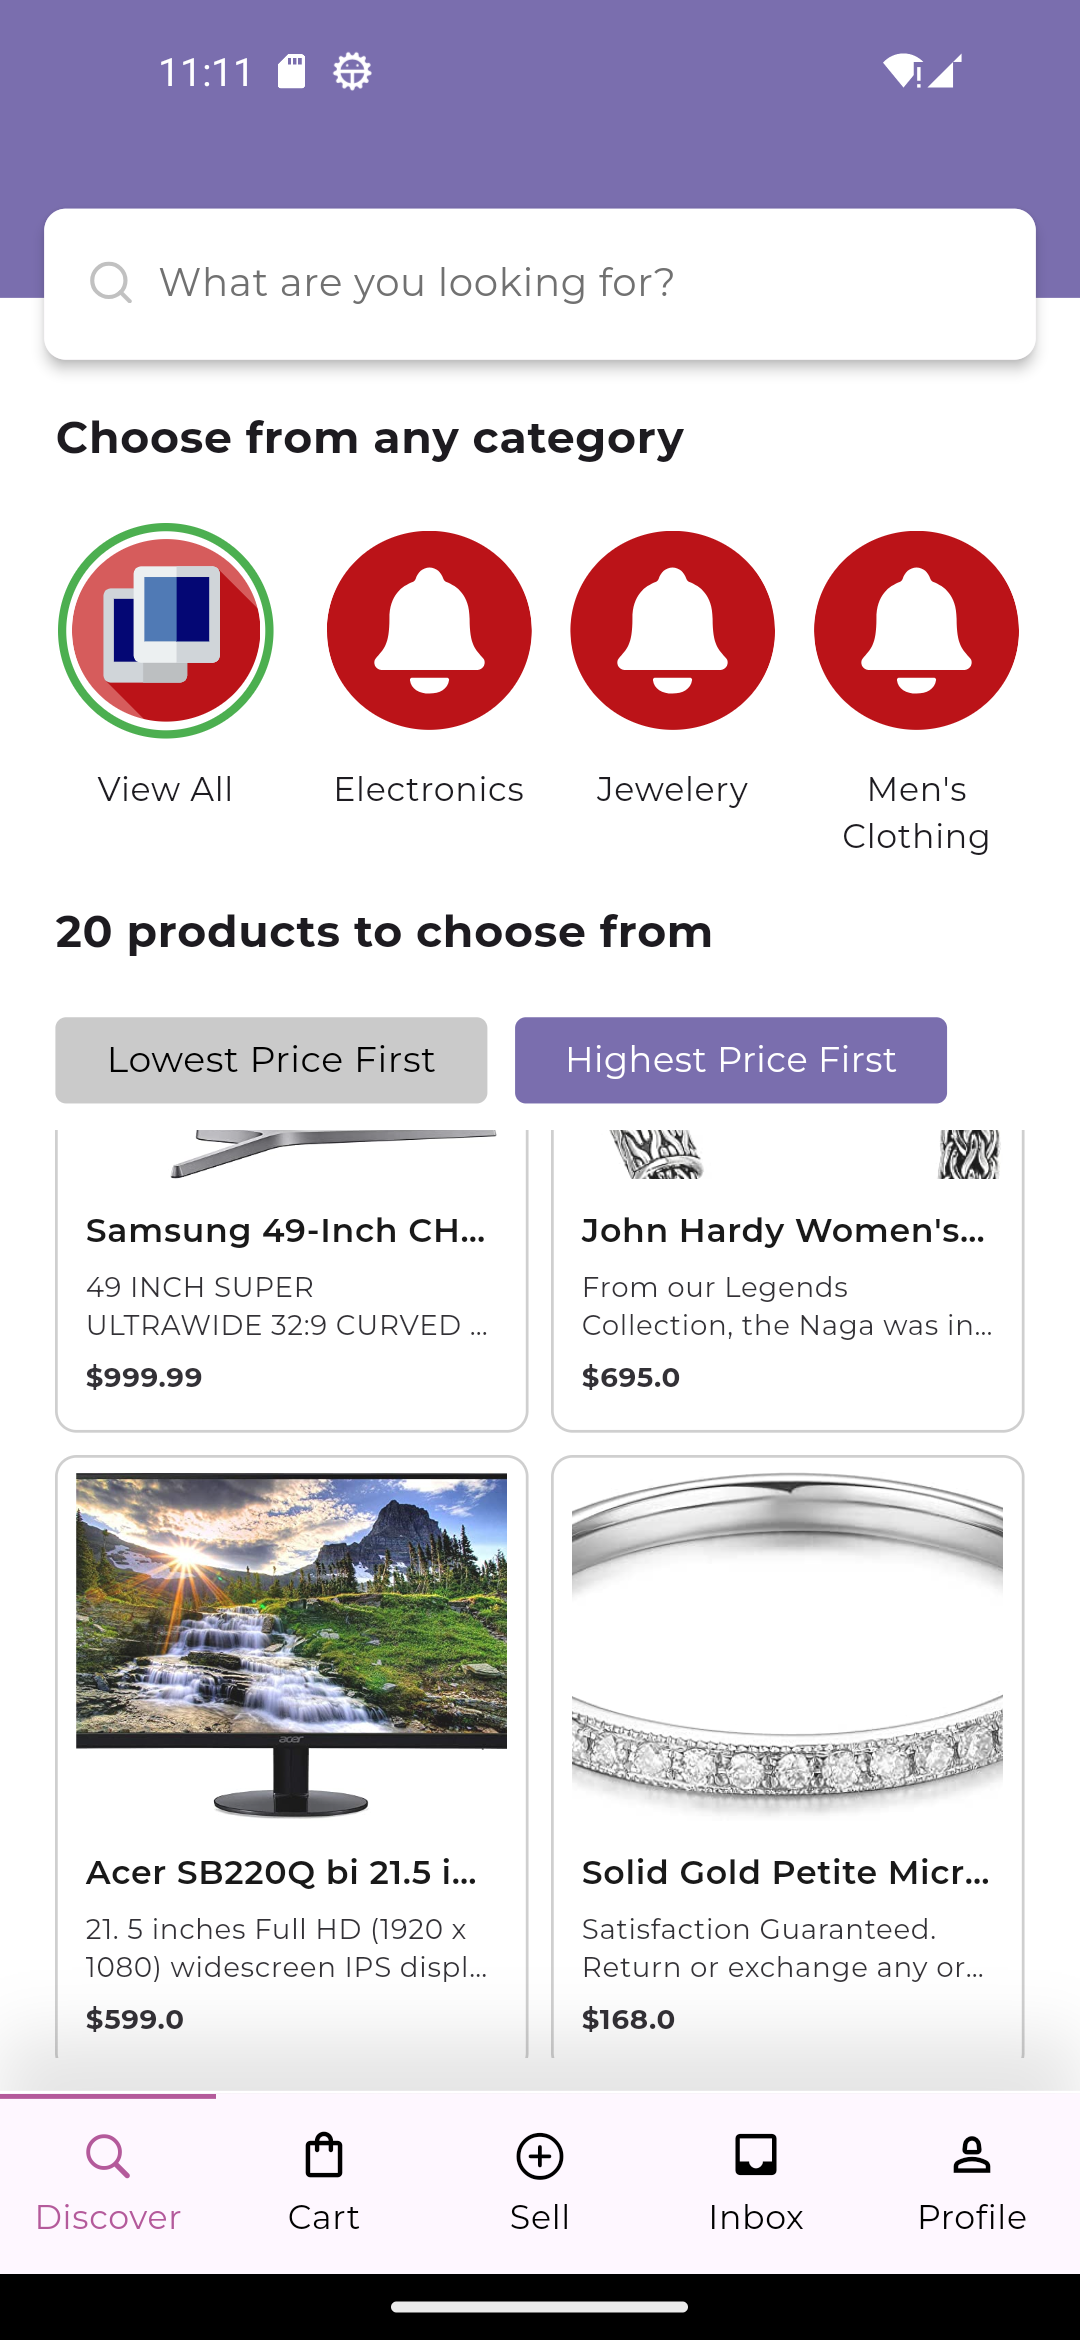 11:11
What are you looking for?
Choose from any category
View All
Electronics
Jewelery
Men's
Clothing
20 products to choose from
Lowest Price First
Highest Price First
Samsung 49-Inch CH...
49 INCH SUPER
ULTRAWIDE 32:9 CURVED ...
$999.99
John Hardy Women's...
From our Legends
Collection, the Naga was in...
$695.0
acer
Acer SB220Q bi 21.5 i...
21. 5 inches Full HD (1920 x
1080) widescreen IPS displ...
$599.0
Solid Gold Petite Micr...
Satisfaction Guaranteed.
Return or exchange any or...
$168.0
Discover
Cart
Sell
Inbox
Profile